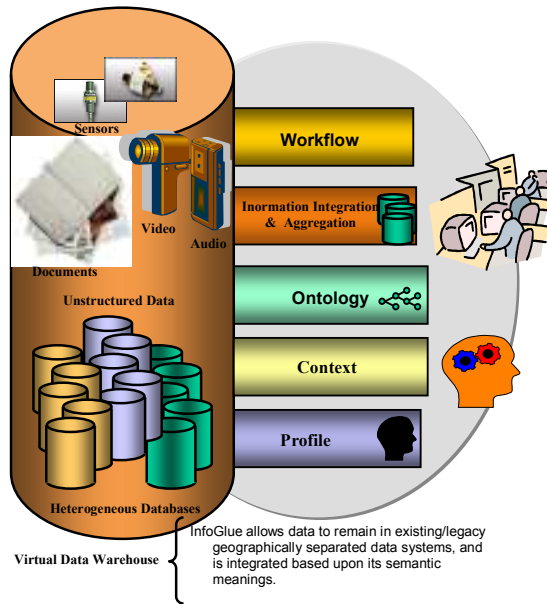 Sensors
Workflow
Inormation Integration
& Aggregation
Video
Audio
Documents
Unstructured Data
Ontology
Context
Profile
Heterogeneous Databases
Virtual Data Warehouse
InfoGlue allows data to remain in existing/legacy
geographically separated data systems, and
is integrated based upon its semantic
meanings.